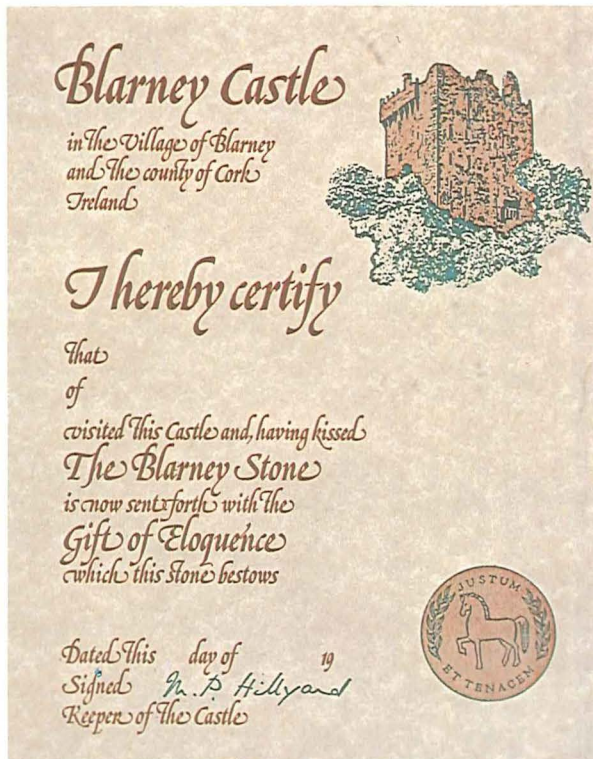 Blarney Castle
in the Village of Blarney
and the county of Cork
Ireland
I hereby certify
that
of
visited this Castle and, having kissed
The Blarney Stone
is now sent forth with the
Gift of Eloquence
which this stone bestows
Dated this day of 19
Signed M. P. Hillyard
Keeper of the Castle
JUSTUM
ET TENACEM